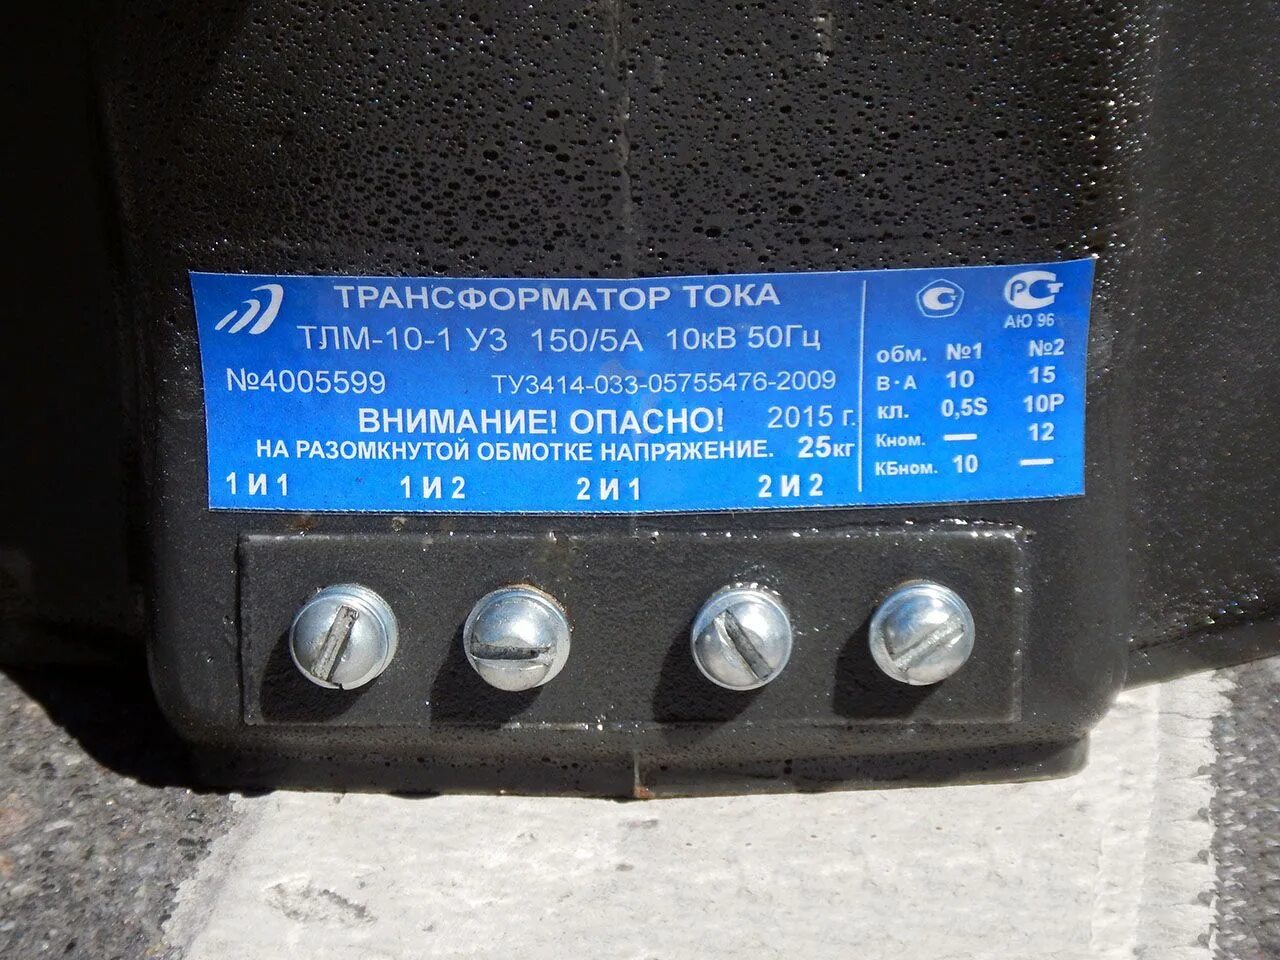 ТРАНСФОРМАТОР ТОКА
ТЛМ-10-1 У3 150/5А 10кВ 50Гц
№4005599 ТУ3414-033-05755476-2009
ВНИМАНИЕ! ОПАСНО! 2015 г.
НА РАЗОМКНУТОЙ ОБМОТКЕ НАПРЯЖЕНИЕ. 25кг
1И1 1И2 2И1 2И2
РСТ
АЮ 96
обм. №1 №2
В·А 10 15
кл. 0,5S 10Р
Кном. — 12
КБном. 10 —